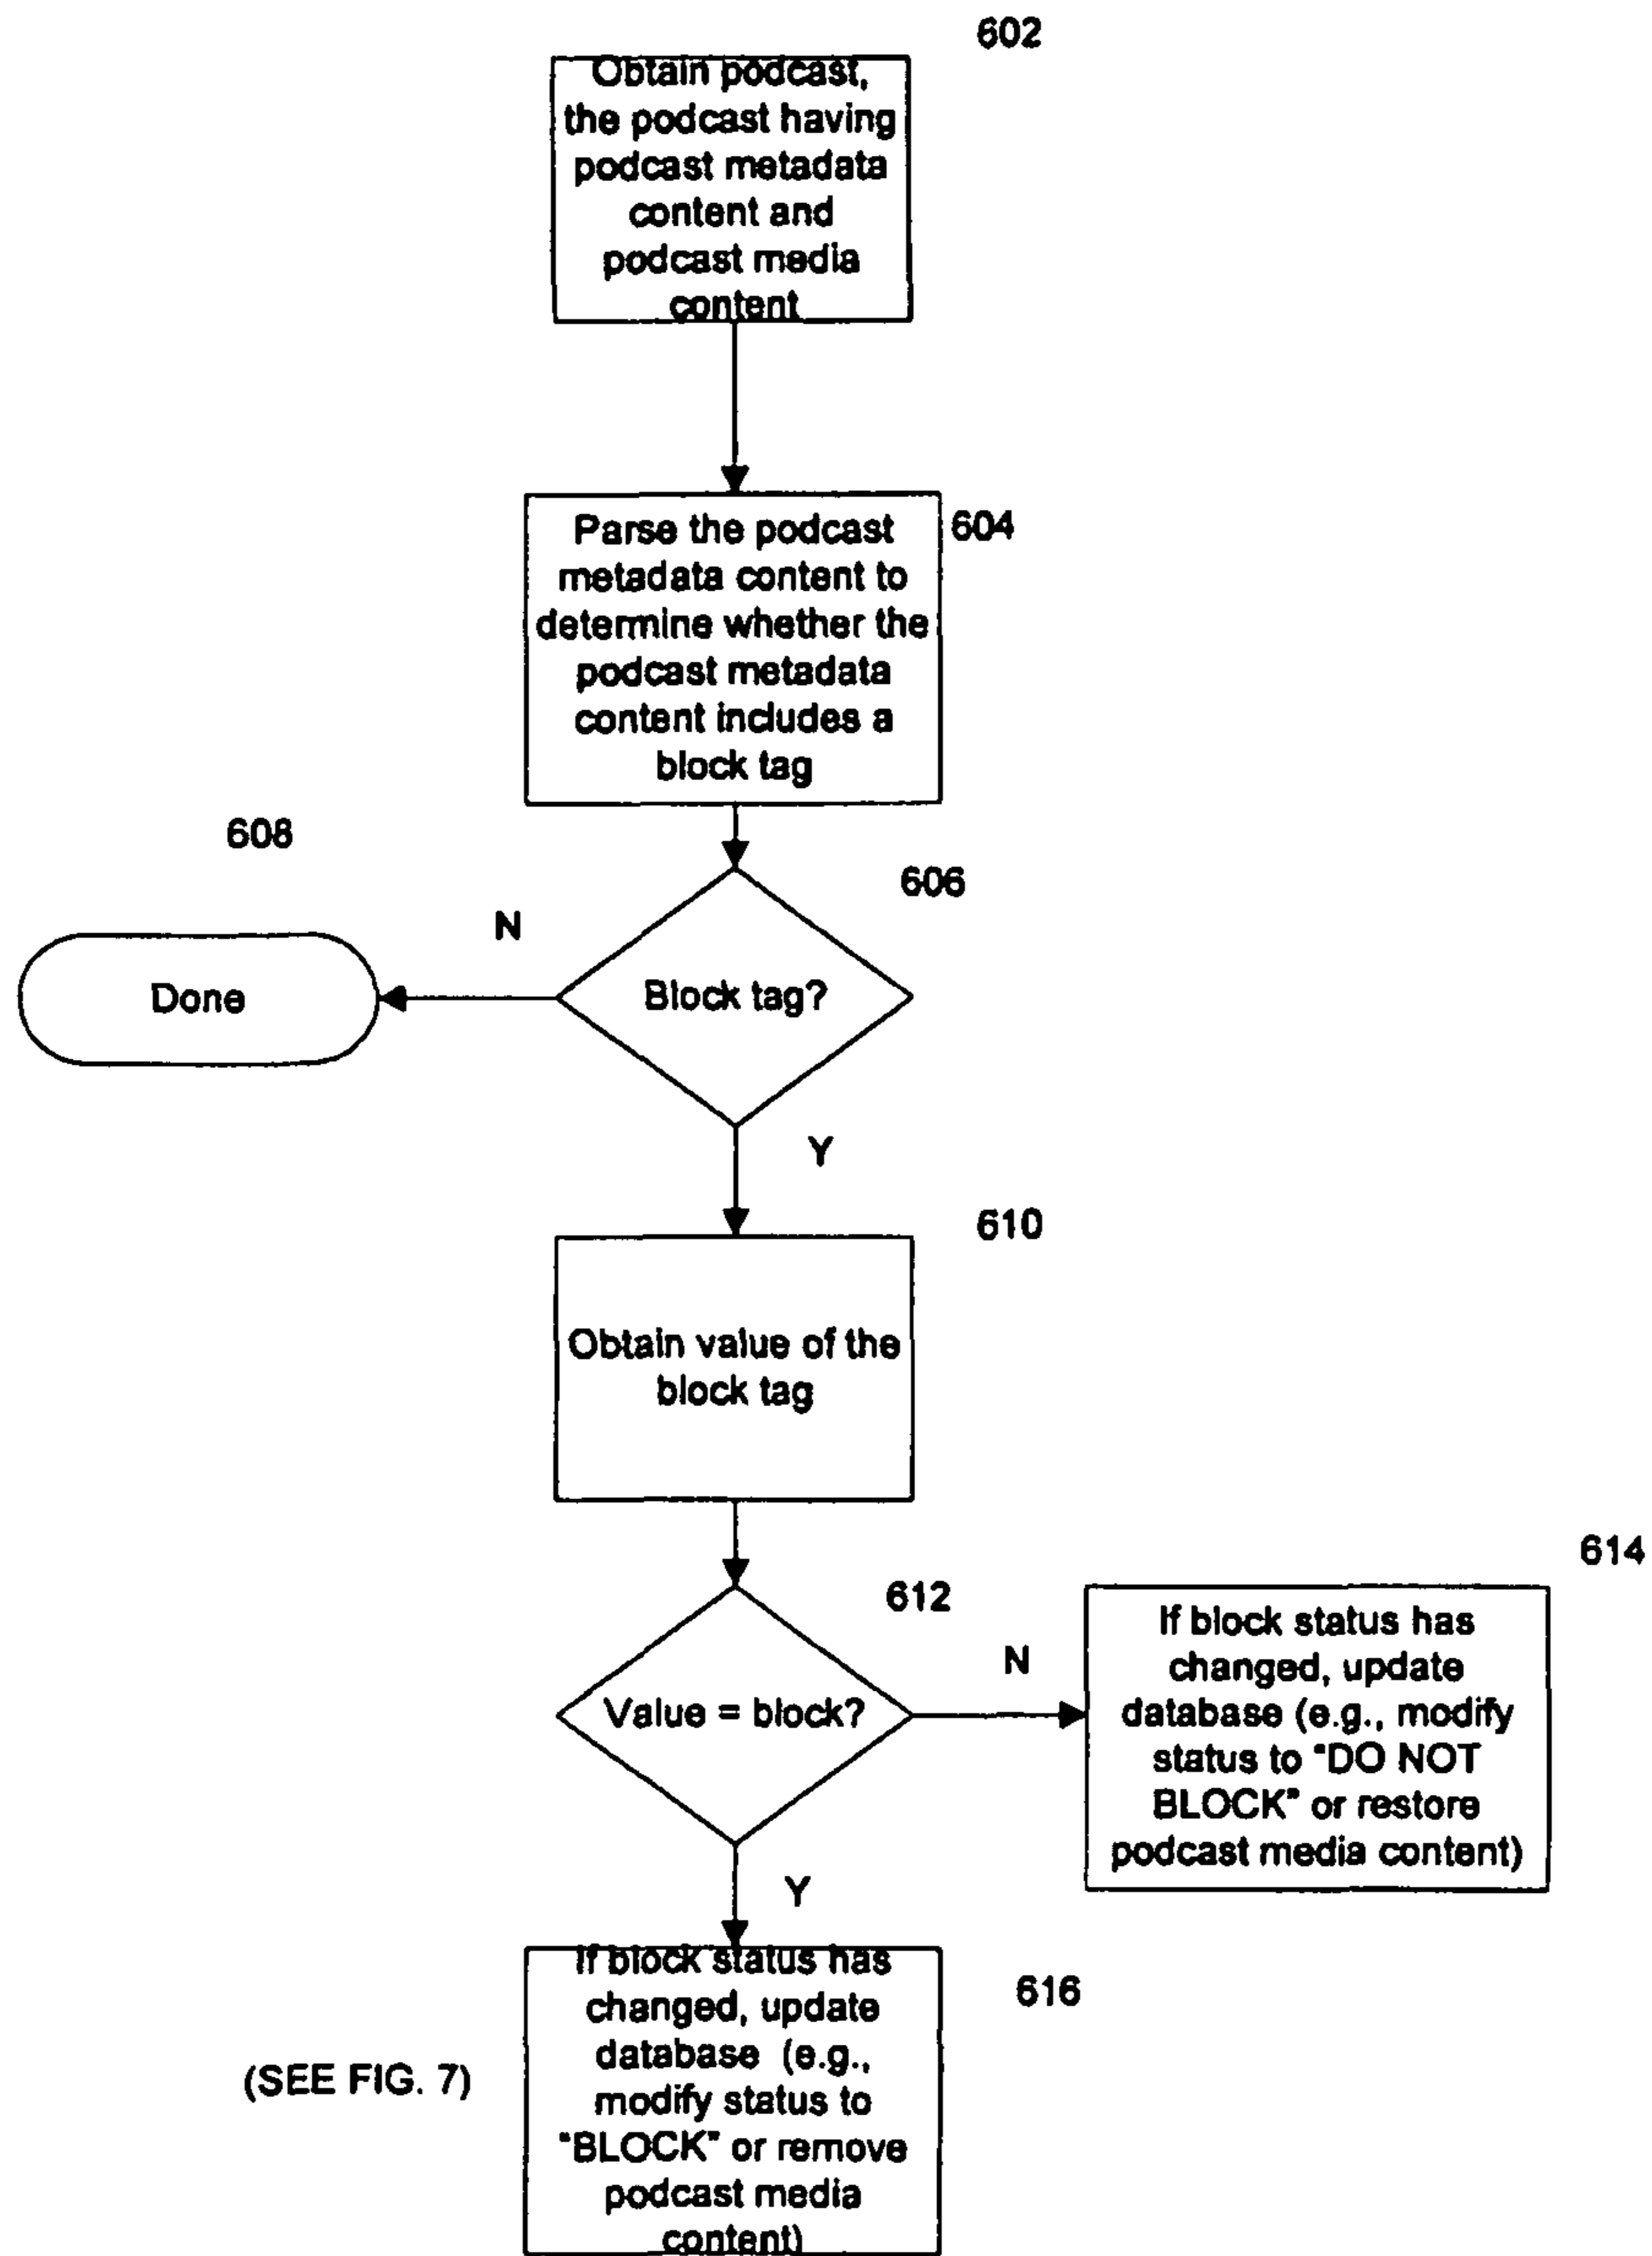 602
Obtain podcast,
the podcast having
podcast metadata
content and
podcast media
content
604
Parse the podcast
metadata content to
determine whether the
podcast metadata
content includes a
block tag
608
606
N
Done
Block tag?
Y
610
Obtain value of the
block tag
614
612
If block status has
changed, update
database (e.g., modify
status to "DO NOT
BLOCK" or restore
podcast media content)
N
Value = block?
Y
616
If block status has
changed, update
database (e.g.,
modify status to
"BLOCK" or remove
podcast media
content)
(SEE FIG. 7)